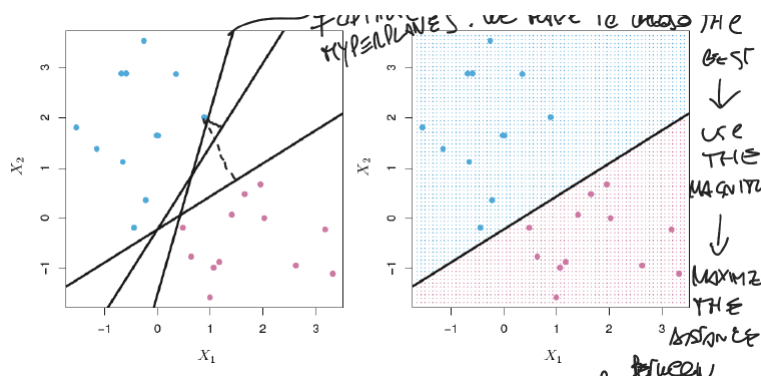 HYPERPLANES. WE HAVE TO THE
BEST
USE
THE
MAXIMIZE
THE
DISTANCE
BETWEEN
X₂
3
2
1
0
−1
−1 0 1 2 3
X₁
X₂
3
2
1
0
−1
−1 0 1 2 3
X₁